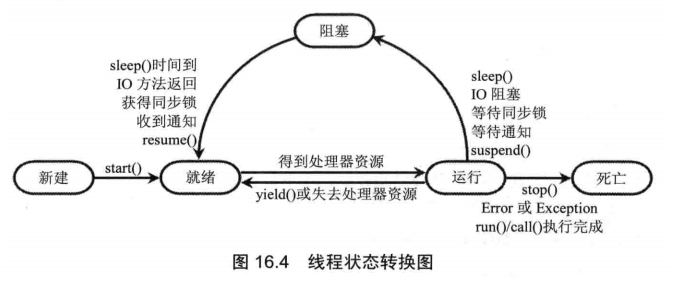 阻塞
sleep()时间到
IO 方法返回
获得同步锁
收到通知
resume()
sleep()
IO 阻塞
等待同步锁
等待通知
suspend()
新建
start()
就绪
得到处理器资源
yield()或失去处理器资源
运行
stop()
Error 或 Exception
run()/call()执行完成
死亡
图 16.4 线程状态转换图